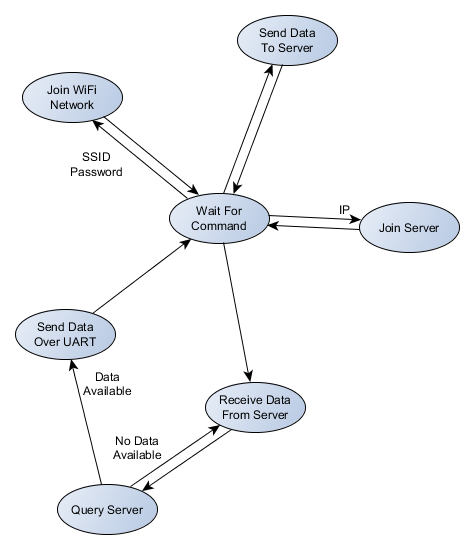 Send Data
To Server
Join WiFi
Network
SSID
Password
Wait For
Command
IP
Join Server
Send Data
Over UART
Data
Available
Receive Data
From Server
No Data
Available
Query Server